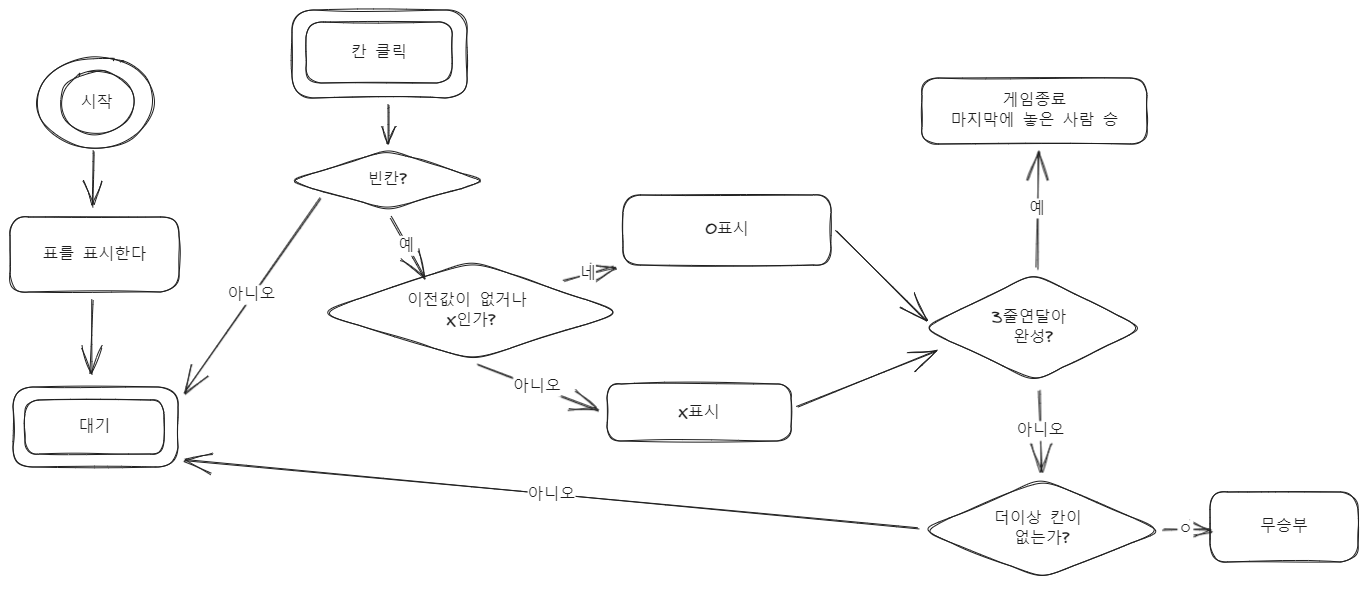 칸 클릭
시작
게임종료
마지막에 놓은 사람 승
빈칸?
예
표를 표시한다
아니오
예
이전값이 없거나
X인가?
네
O표시
3줄연달아
완성?
아니오
X표시
대기
아니오
아니오
더이상 칸이
없는가?
ㅇ
무승부